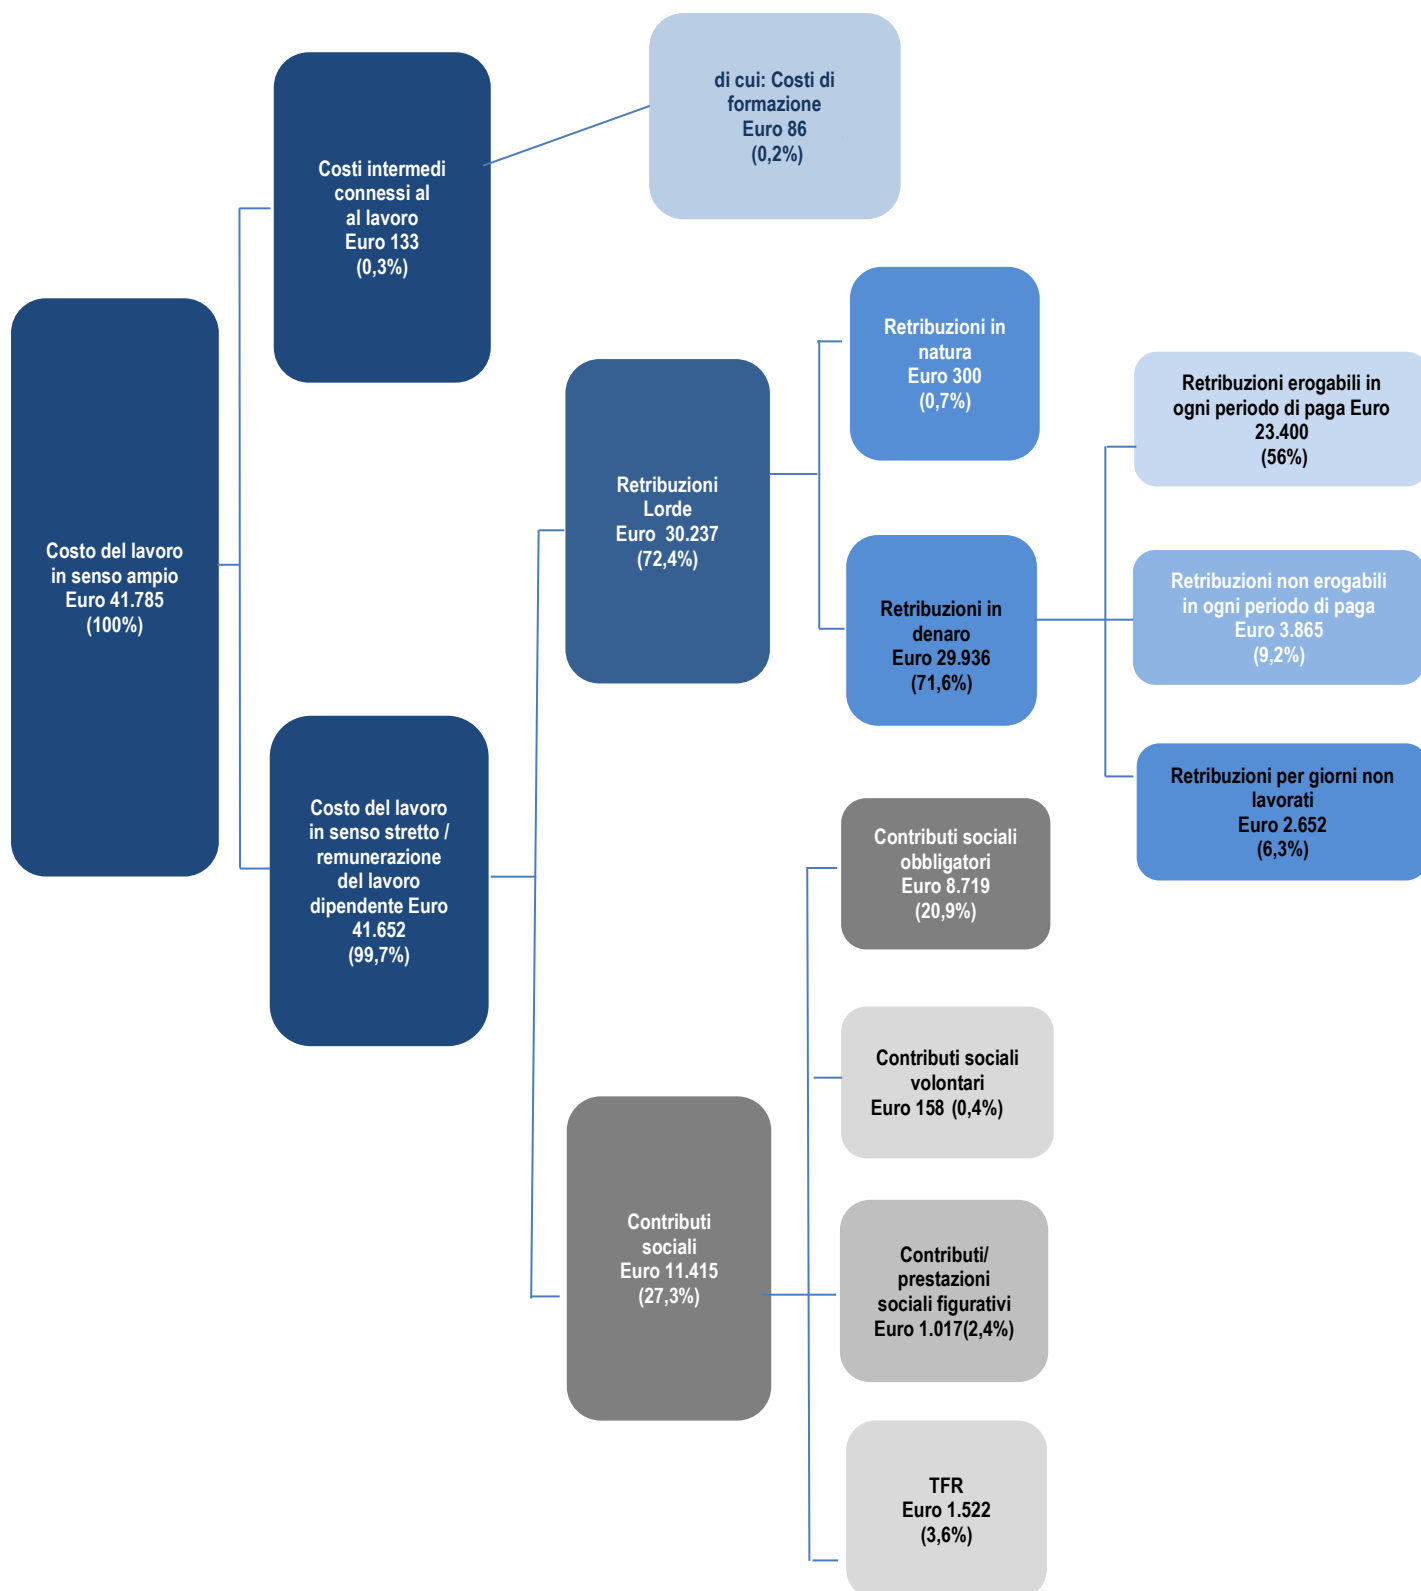 di cui: Costi di
formazione
Euro 86
(0,2%)
Costi intermedi
connessi al
al lavoro
Euro 133
(0,3%)
Retribuzioni in
natura
Euro 300
(0,7%)
Retribuzioni erogabili in
ogni periodo di paga Euro
23.400
(56%)
Retribuzioni
Lorde
Euro 30.237
(72,4%)
Costo del lavoro
in senso ampio
Euro 41.785
(100%)
Retribuzioni in
denaro
Euro 29.936
(71,6%)
Retribuzioni non erogabili
in ogni periodo di paga
Euro 3.865
(9,2%)
Retribuzioni per giorni non
lavorati
Euro 2.652
(6,3%)
Costo del lavoro
in senso stretto /
remunerazione
del lavoro
dipendente Euro
41.652
(99,7%)
Contributi sociali
obbligatori
Euro 8.719
(20,9%)
Contributi sociali
volontari
Euro 158 (0,4%)
Contributi
sociali
Euro 11.415
(27,3%)
Contributi/
prestazioni
sociali figurativi
Euro 1.017(2,4%)
TFR
Euro 1.522
(3,6%)